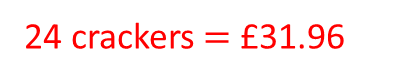 24 crackers = £31.96